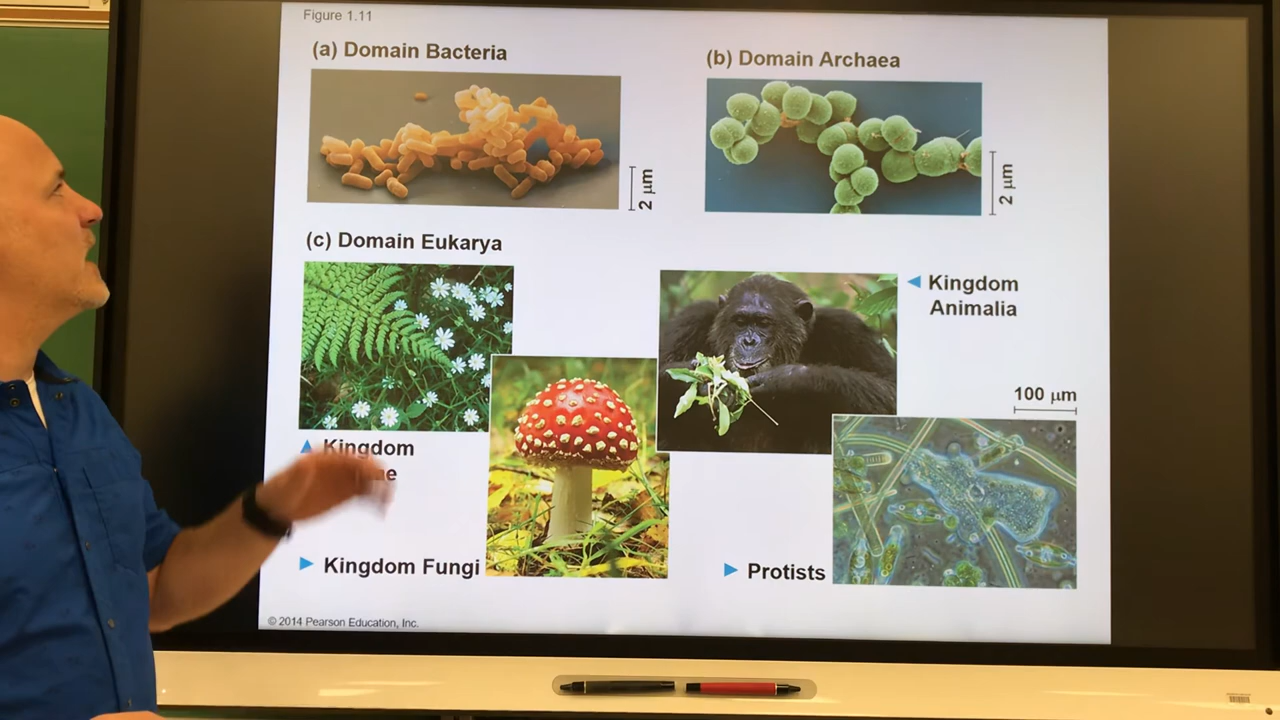 Figure 1.11
(a) Domain Bacteria
2 μm
(b) Domain Archaea
2 μm
(c) Domain Eukarya
Kingdom
Kingdom
Animalia
100 μm
Kingdom Fungi
Protists
© 2014 Pearson Education, Inc.